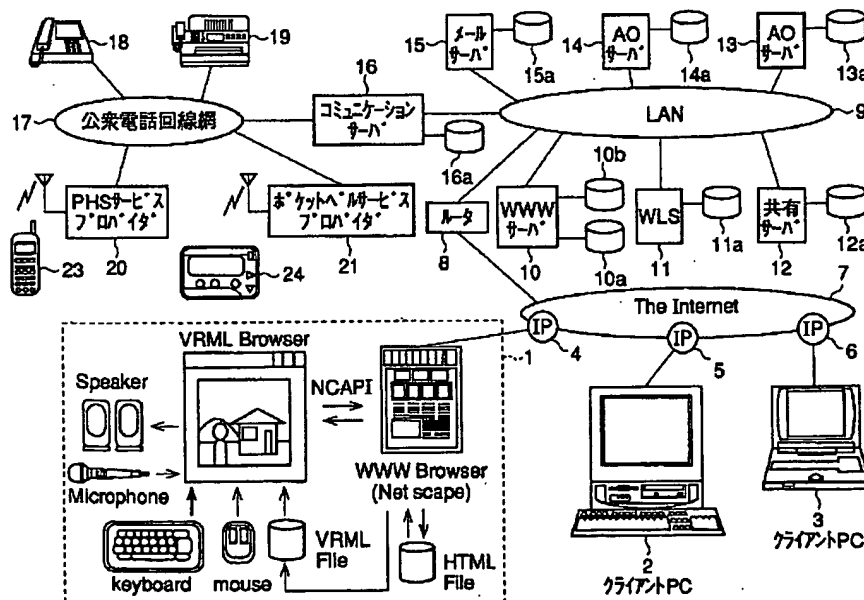 18
19
15
メール
サーバ
15a
14
AO
サーバ
14a
13
AO
サーバ
13a
16
コミュニケーション
サーバ
16a
17
公衆電話回線網
LAN
9
PHSサービス
プロバイダ
20
23
ポケットベルサービス
プロバイダ
21
24
ルータ
8
WWW
サーバ
10
10b
10a
WLS
11
11a
共有
サーバ
12
12a
7
The Internet
IP
4
IP
5
IP
6
1
VRML Browser
Speaker
NCAPI
Microphone
WWW Browser
(Net scape)
VRML
File
HTML
File
keyboard
mouse
2
クライアントPC
3
クライアントPC